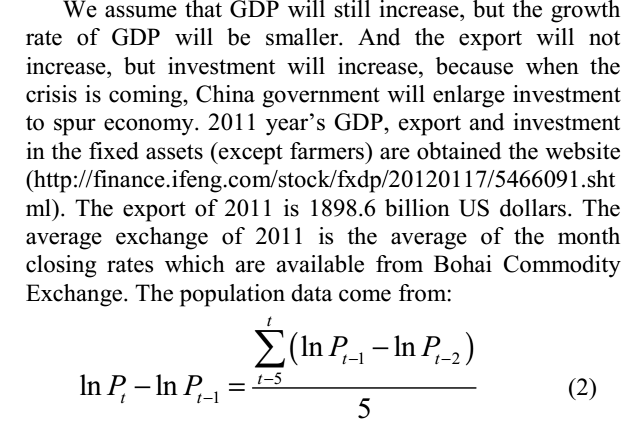 We assume that GDP will still increase, but the growth
rate of GDP will be smaller. And the export will not
increase, but investment will increase, because when the
crisis is coming, China government will enlarge investment
to spur economy. 2011 year’s GDP, export and investment
in the fixed assets (except farmers) are obtained the website
(http://finance.ifeng.com/stock/fxdp/20120117/5466091.sht
ml). The export of 2011 is 1898.6 billion US dollars. The
average exchange of 2011 is the average of the month
closing rates which are available from Bohai Commodity
Exchange. The population data come from:
ln P_t − ln P_{t−1} = \frac{\sum_{t−5}^{t} (ln P_{t−1} − ln P_{t−2})}{5} (2)